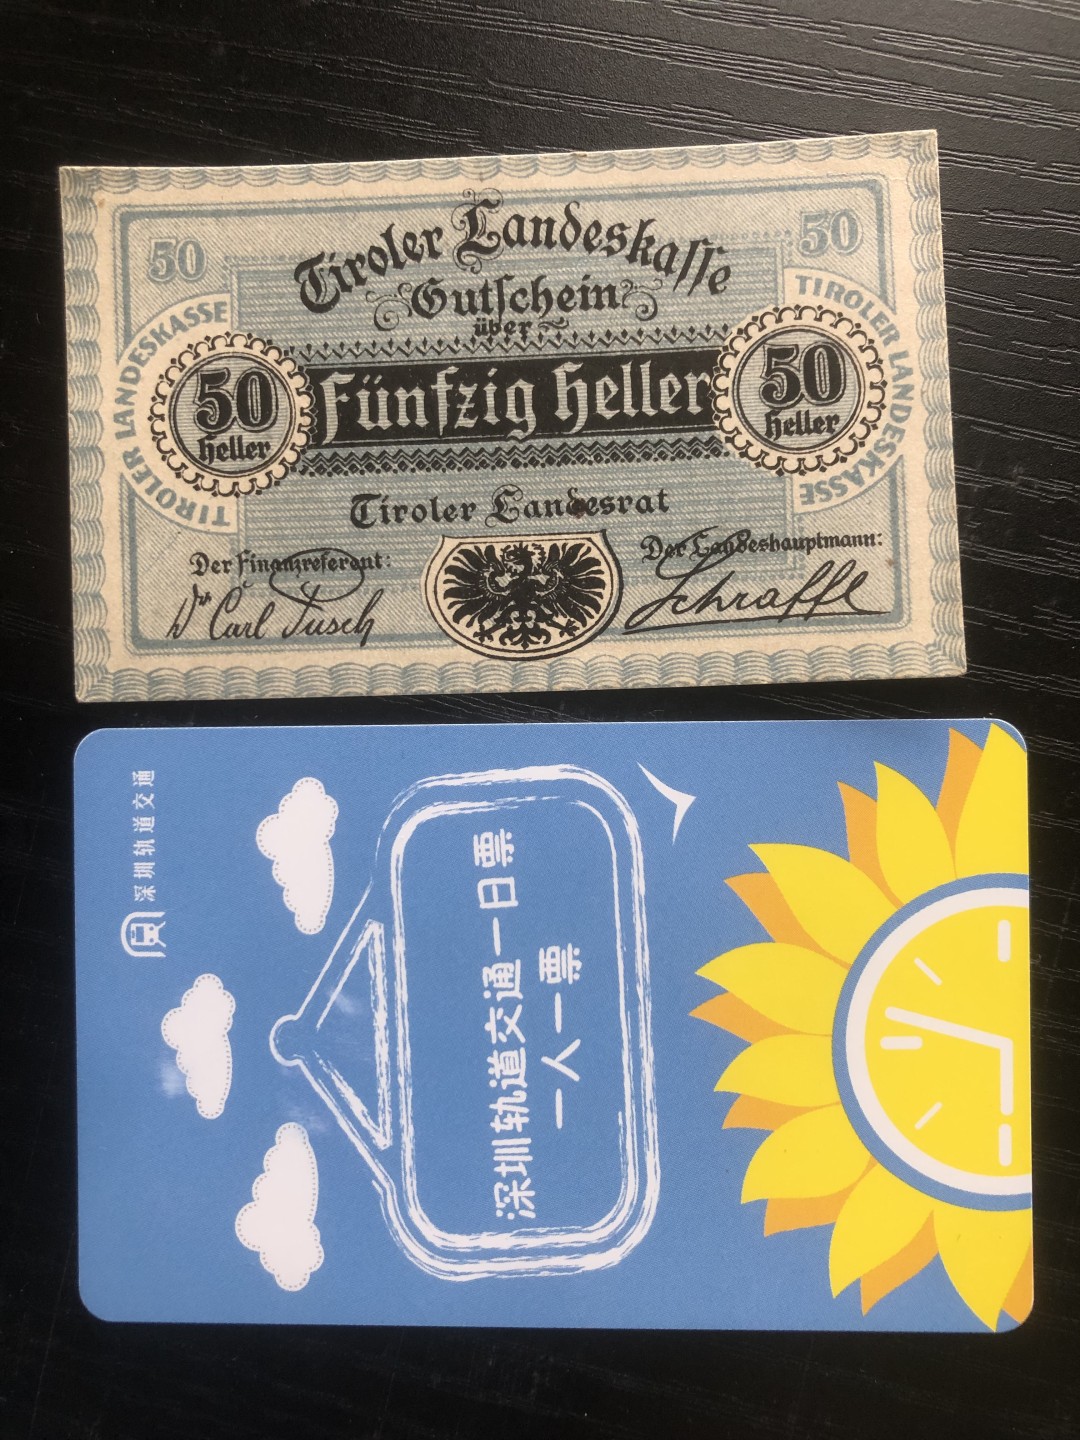 50
50
Tiroler Landeskasse
Gutschein
über
TIROLER LANDESKASSE
TIROLER LANDESKASSE
50
Heller
Fünfzig Heller
50
Heller
Tiroler Landesrat
Der Finanzreferent:
Der Landeshauptmann:
Dr Carl Pusch
Schraffl
深圳轨道交通
深圳轨道交通一日票
一人一票